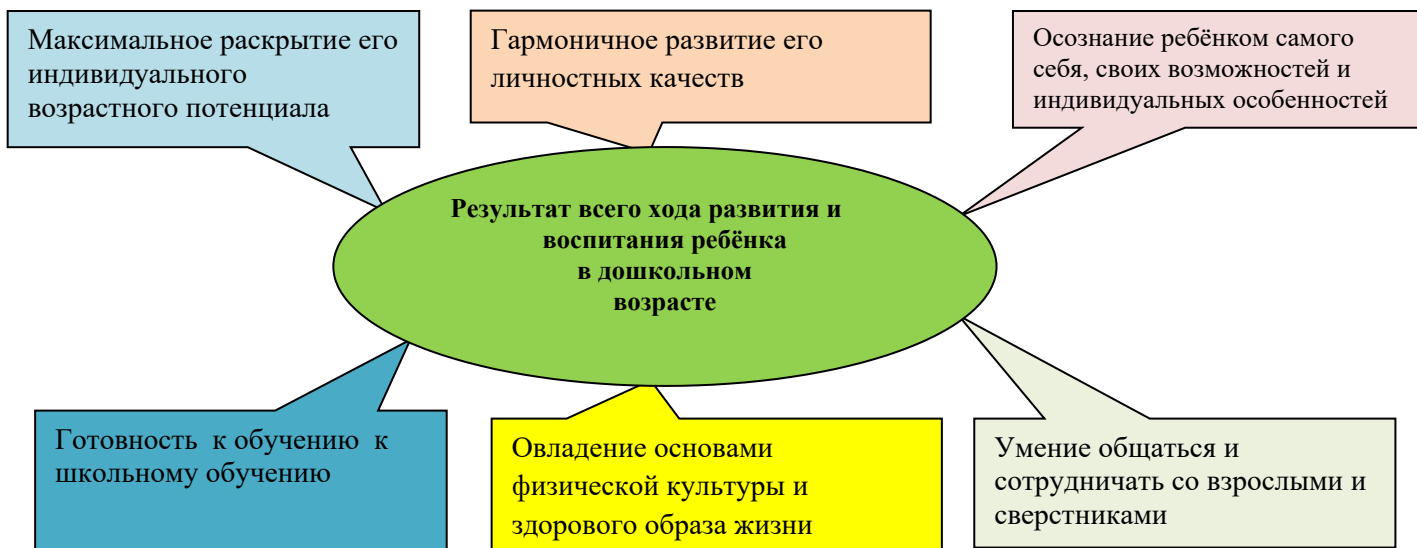 Максимальное раскрытие его
индивидуального
возрастного потенциала
Гармоничное развитие его
личностных качеств
Осознание ребёнком самого
себя, своих возможностей и
индивидуальных особенностей
Результат всего хода развития и
воспитания ребёнка
в дошкольном
возрасте
Готовность к обучению к
школьному обучению
Овладение основами
физической культуры и
здорового образа жизни
Умение общаться и
сотрудничать со взрослыми и
сверстниками